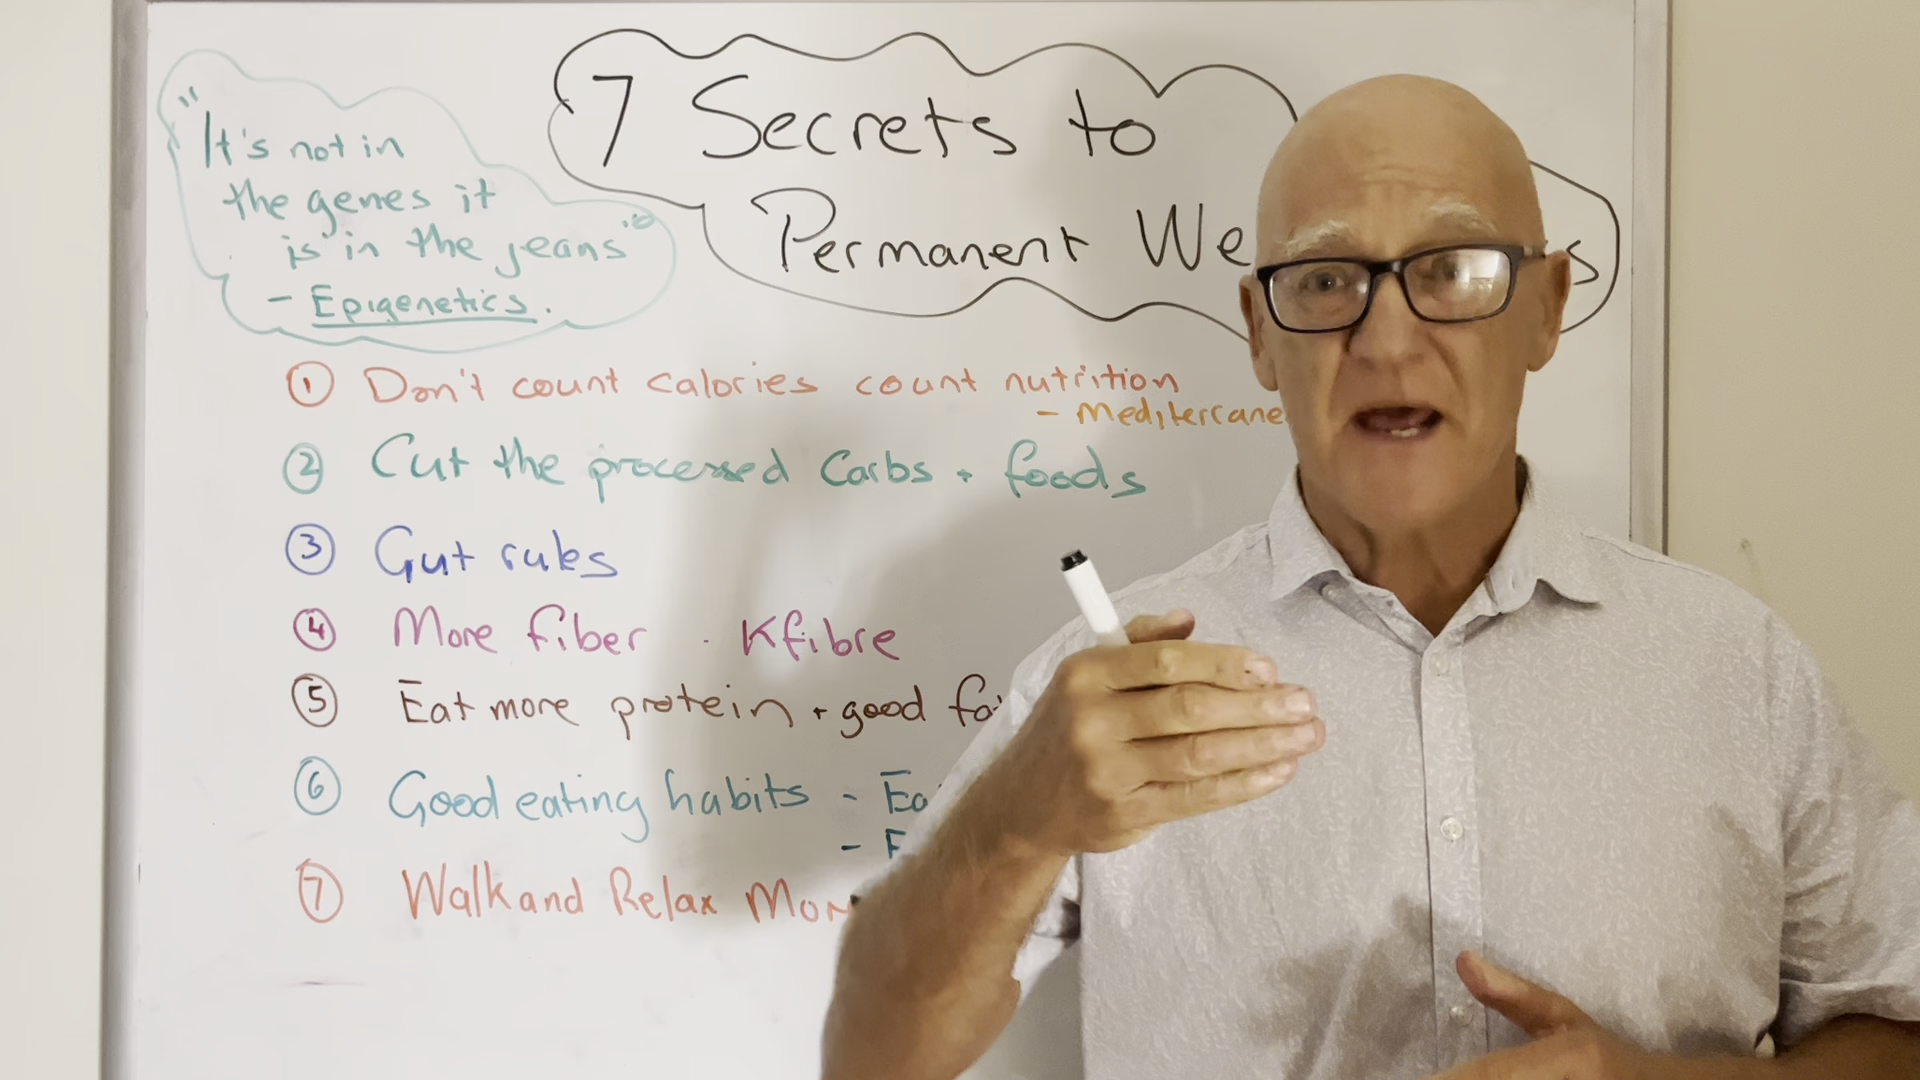 "It's not in
the genes it
is in the jeans"
- Epigenetics.
7 Secrets to
Permanent We s
① Don't count calories count nutrition
- Mediterrane
② Cut the processed Carbs + foods
③ Gut rules
④ More fiber - Kfibre
⑤ Eat more protein + good fa
⑥ Good eating habits - Ea
-
⑦ Walk and Relax Mor